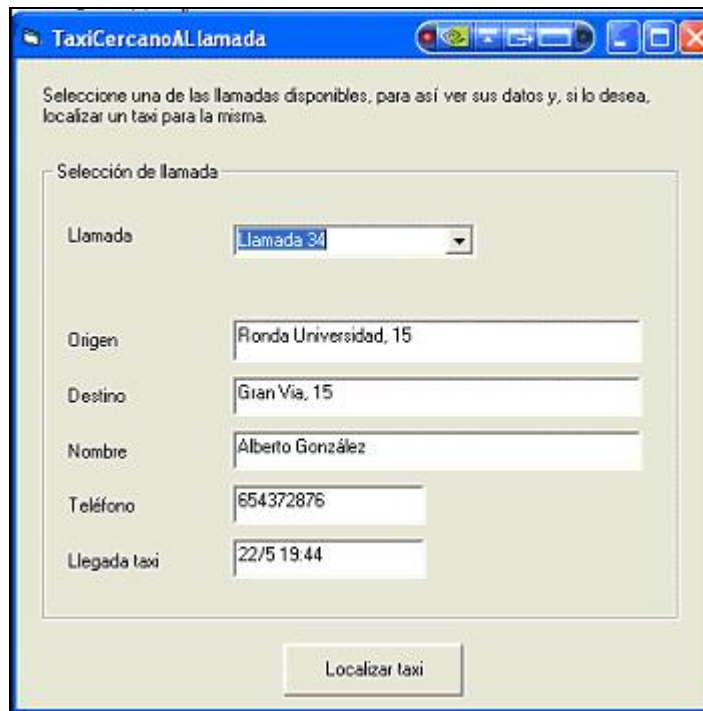 TaxiCercanoALlamada
Seleccione una de las llamadas disponibles, para así ver sus datos y, si lo desea,
localizar un taxi para la misma.
Selección de llamada
Llamada
Llamada 34
Origen
Ronda Universidad, 15
Destino
Gran Via, 15
Nombre
Alberto González
Teléfono
654372876
Llegada taxi
22/5 19:44
Localizar taxi